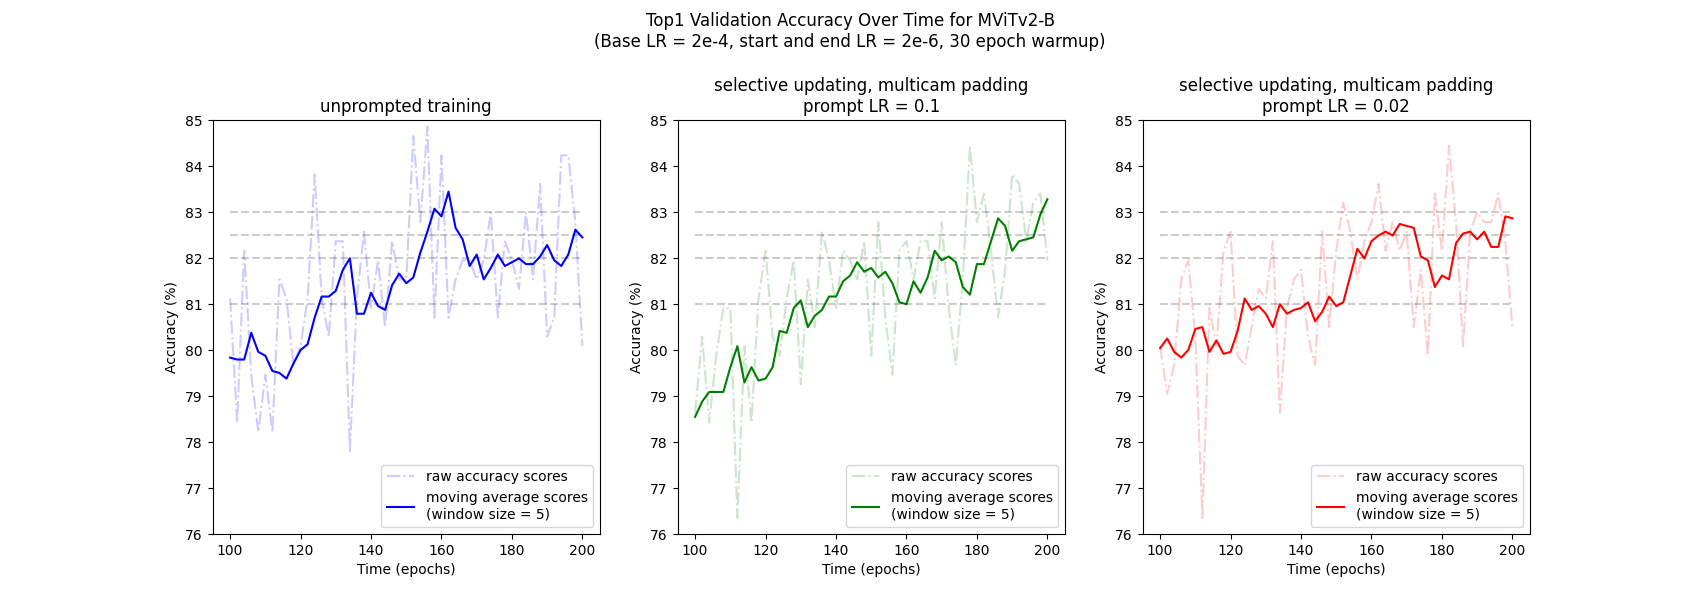 Top1 Validation Accuracy Over Time for MViTv2-B
(Base LR = 2e-4, start and end LR = 2e-6, 30 epoch warmup)
unprompted training
85
84
83
82
81
80
79
78
77
76
100 120 140 160 180 200
Accuracy (%)
Time (epochs)
raw accuracy scores
moving average scores
(window size = 5)
selective updating, multicam padding
prompt LR = 0.1
85
84
83
82
81
80
79
78
77
76
100 120 140 160 180 200
Accuracy (%)
Time (epochs)
raw accuracy scores
moving average scores
(window size = 5)
selective updating, multicam padding
prompt LR = 0.02
85
84
83
82
81
80
79
78
77
76
100 120 140 160 180 200
Accuracy (%)
Time (epochs)
raw accuracy scores
moving average scores
(window size = 5)